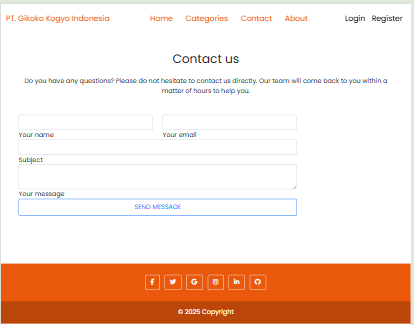 PT. Gikoko Kogyo Indonesia Home Categories Contact About Login Register
Contact us
Do you have any questions? Please do not hesitate to contact us directly. Our team will come back to you within a
matter of hours to help you.
Your name Your email
Subject
Your message
SEND MESSAGE
© 2025 Copyright